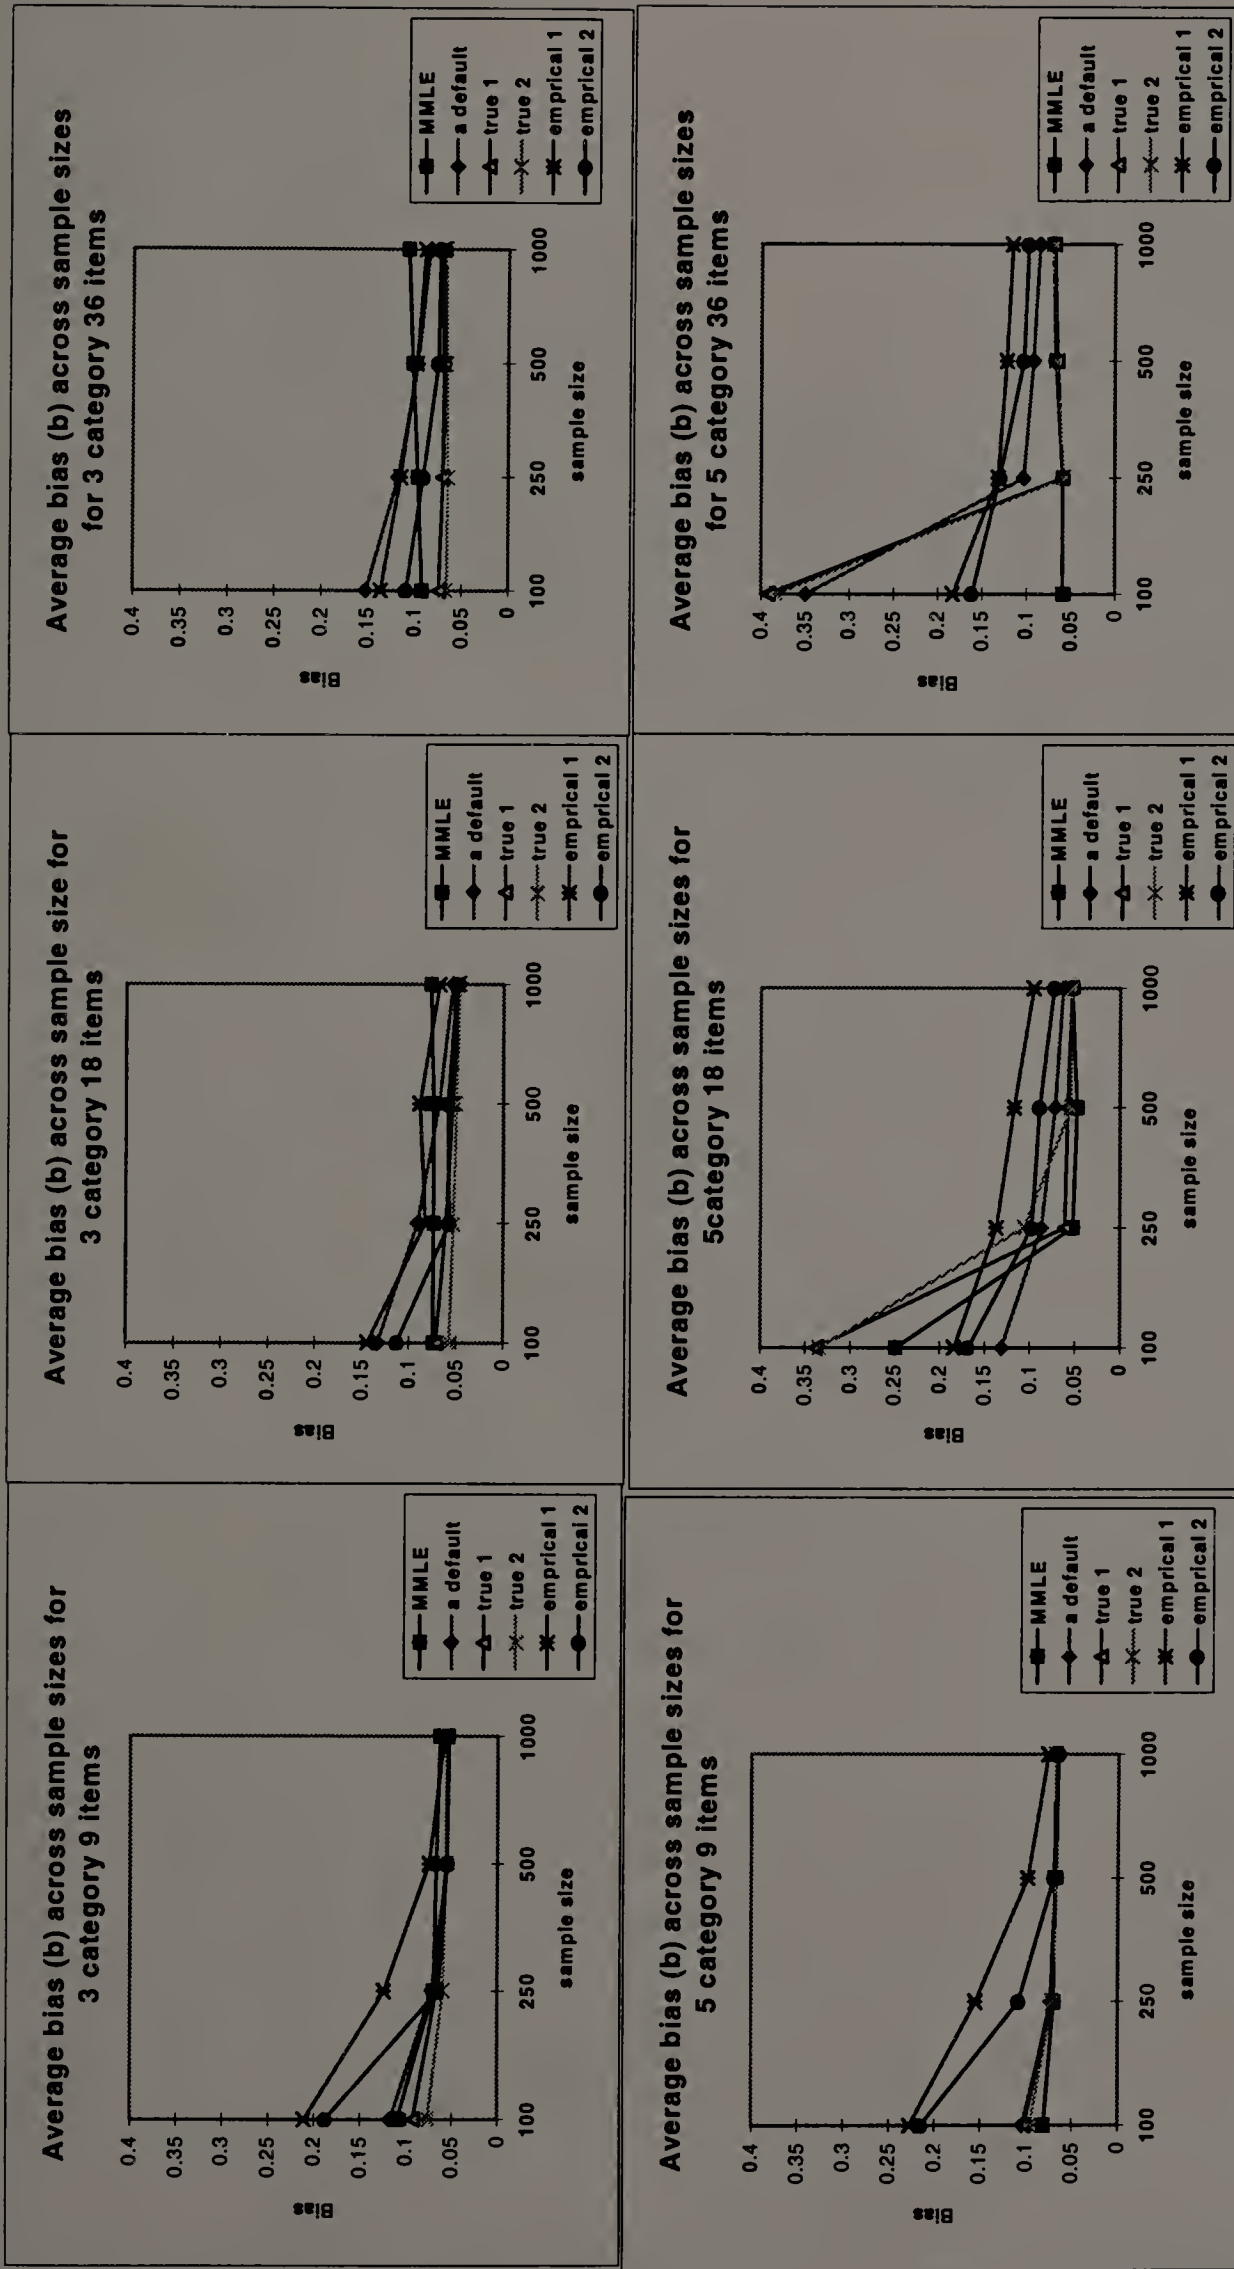 Average bias (b) across sample sizes for
3 category 9 items
0.4
0.35
0.3
0.25
0.2
0.15
0.1
0.05
0
Bias
100
250
500
1000
sample size
MMLE
a default
true 1
true 2
emprical 1
emprical 2
Average bias (b) across sample size for
3 category 18 items
0.4
0.35
0.3
0.25
0.2
0.15
0.1
0.05
0
Bias
100
250
500
1000
sample size
MMLE
a default
true 1
true 2
emprical 1
emprical 2
Average bias (b) across sample sizes
for 3 category 36 items
0.4
0.35
0.3
0.25
0.2
0.15
0.1
0.05
0
Bias
100
250
500
1000
sample size
MMLE
a default
true 1
true 2
emprical 1
emprical 2
Average bias (b) across sample sizes for
5 category 9 items
0.4
0.35
0.3
0.25
0.2
0.15
0.1
0.05
0
Bias
100
250
500
1000
sample size
MMLE
a default
true 1
true 2
emprical 1
emprical 2
Average bias (b) across sample sizes for
5category 18 items
0.4
0.35
0.3
0.25
0.2
0.15
0.1
0.05
0
Bias
100
250
500
1000
sample size
MMLE
a default
true 1
true 2
emprical 1
emprical 2
Average bias (b) across sample sizes
for 5 category 36 items
0.4
0.35
0.3
0.25
0.2
0.15
0.1
0.05
0
Bias
100
250
500
1000
sample size
MMLE
a default
true 1
true 2
emprical 1
emprical 2